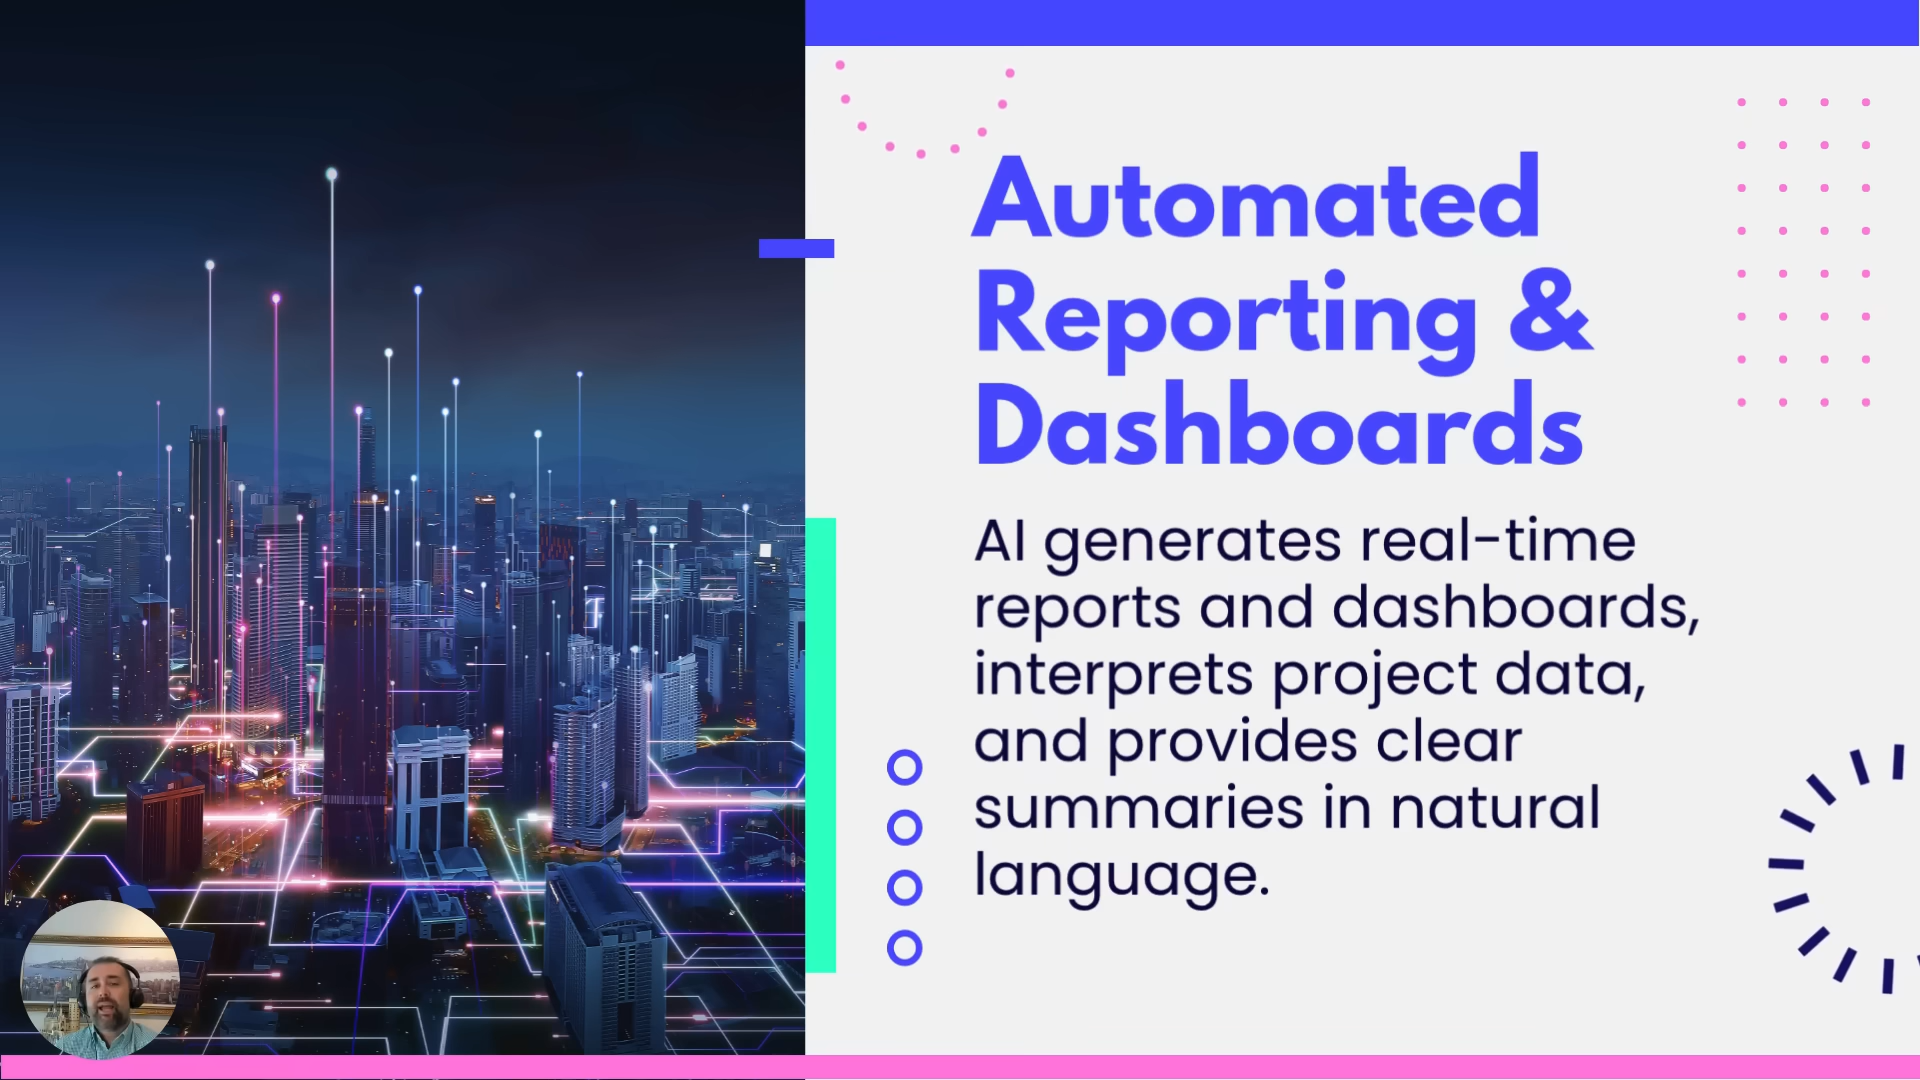 Automated
Reporting &
Dashboards
AI generates real-time
reports and dashboards,
interprets project data,
and provides clear
summaries in natural
language.